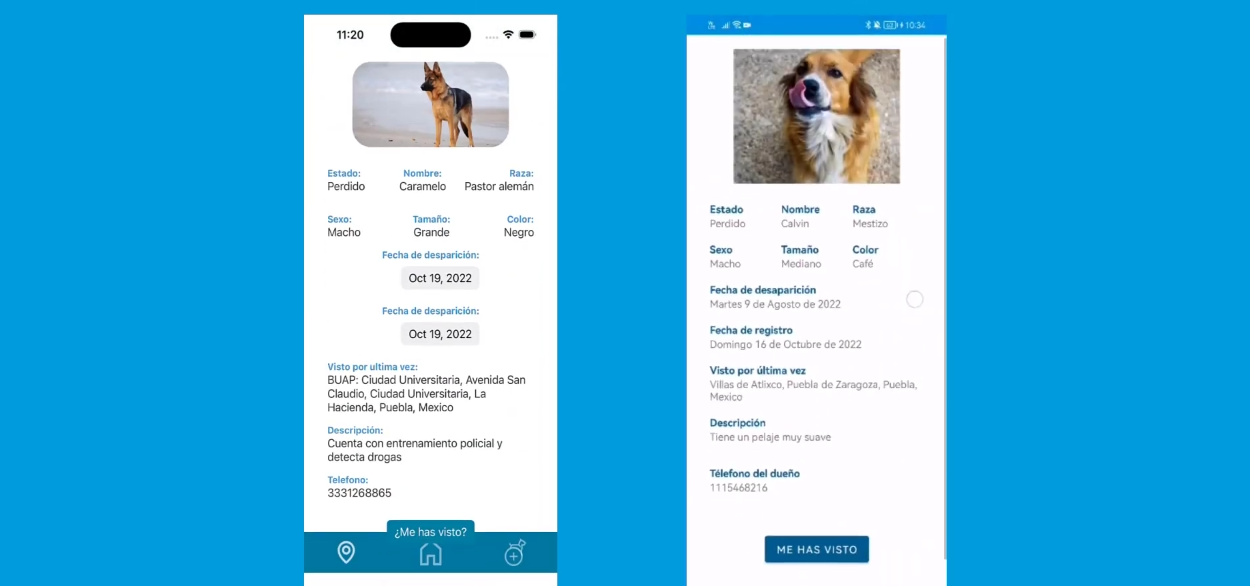 11:20
Estado: Nombre: Raza:
Perdido Caramelo Pastor alemán
Sexo: Tamaño: Color:
Macho Grande Negro
Fecha de desparición:
Oct 19, 2022
Fecha de desparición:
Oct 19, 2022
Visto por ultima vez:
BUAP: Ciudad Universitaria, Avenida San
Claudio, Ciudad Universitaria, La
Hacienda, Puebla, Mexico
Descripción:
Cuenta con entrenamiento policial y
detecta drogas
Telefono:
3331268865
¿Me has visto?
10:34
Estado Nombre Raza
Perdido Calvin Mestizo
Sexo Tamaño Color
Macho Mediano Café
Fecha de desaparición
Martes 9 de Agosto de 2022
Fecha de registro
Domingo 16 de Octubre de 2022
Visto por última vez
Villas de Atlixco, Puebla de Zaragoza, Puebla,
Mexico
Descripción
Tiene un pelaje muy suave
Télefono del dueño
1115468216
ME HAS VISTO